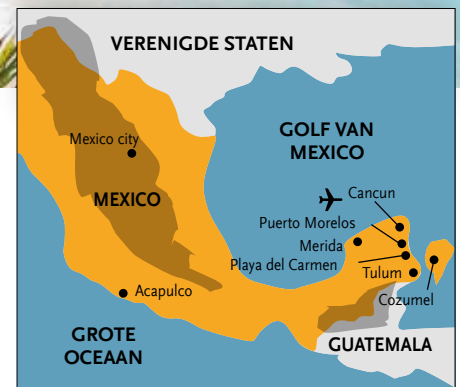 VERENIGDE STATEN
GOLF VAN
MEXICO
Mexico city
MEXICO
Cancun
Puerto Morelos
Merida
Playa del Carmen
Tulum
Cozumel
Acapulco
GROTE
OCEAAN
GUATEMALA